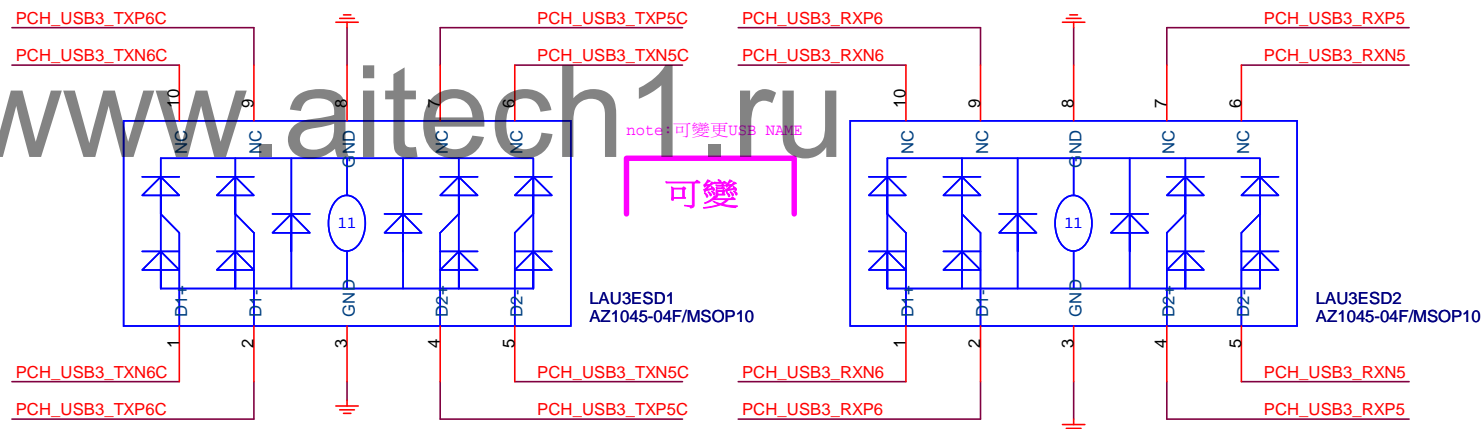 PCH_USB3_TXP6C
PCH_USB3_TXP5C
PCH_USB3_RXP6
PCH_USB3_RXP5
PCH_USB3_TXN6C
PCH_USB3_TXN5C
PCH_USB3_RXN6
PCH_USB3_RXN5
www.aitech1.ru
10 9 8 7 6
10 9 8 7 6
note:可變更USB NAME
NC NC GND NC NC
NC NC GND NC NC
可變
11
11
D1+ D1- GND D2+ D2-
D1+ D1- GND D2+ D2-
LAU3ESD1
AZ1045-04F/MSOP10
LAU3ESD2
AZ1045-04F/MSOP10
1 2 3 4 5
1 2 3 4 5
PCH_USB3_TXN6C
PCH_USB3_TXN5C
PCH_USB3_RXN6
PCH_USB3_RXN5
PCH_USB3_TXP6C
PCH_USB3_TXP5C
PCH_USB3_RXP6
PCH_USB3_RXP5